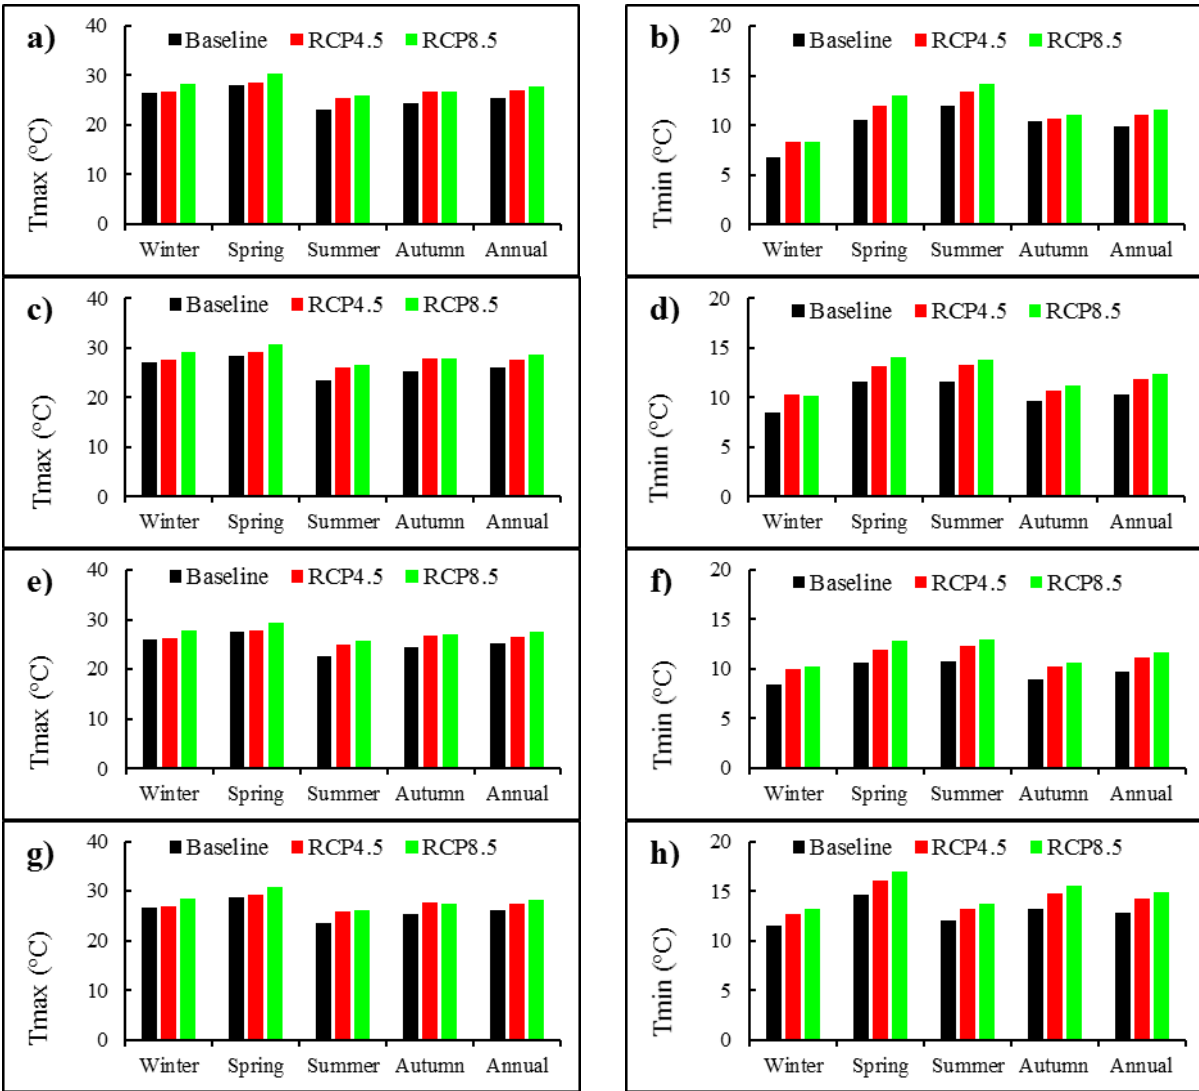 a)
Baseline RCP4.5 RCP8.5
Tmax (°C)
40
30
20
10
0
Winter Spring Summer Autumn Annual
b)
Baseline RCP4.5 RCP8.5
Tmin (°C)
20
15
10
5
0
Winter Spring Summer Autumn Annual
c)
Baseline RCP4.5 RCP8.5
Tmax (°C)
40
30
20
10
0
Winter Spring Summer Autumn Annual
d)
Baseline RCP4.5 RCP8.5
Tmin (°C)
20
15
10
5
0
Winter Spring Summer Autumn Annual
e)
Baseline RCP4.5 RCP8.5
Tmax (°C)
40
30
20
10
0
Winter Spring Summer Autumn Annual
f)
Baseline RCP4.5 RCP8.5
Tmin (°C)
20
15
10
5
0
Winter Spring Summer Autumn Annual
g)
Baseline RCP4.5 RCP8.5
Tmax (°C)
40
30
20
10
0
Winter Spring Summer Autumn Annual
h)
Baseline RCP4.5 RCP8.5
Tmin (°C)
20
15
10
5
0
Winter Spring Summer Autumn Annual